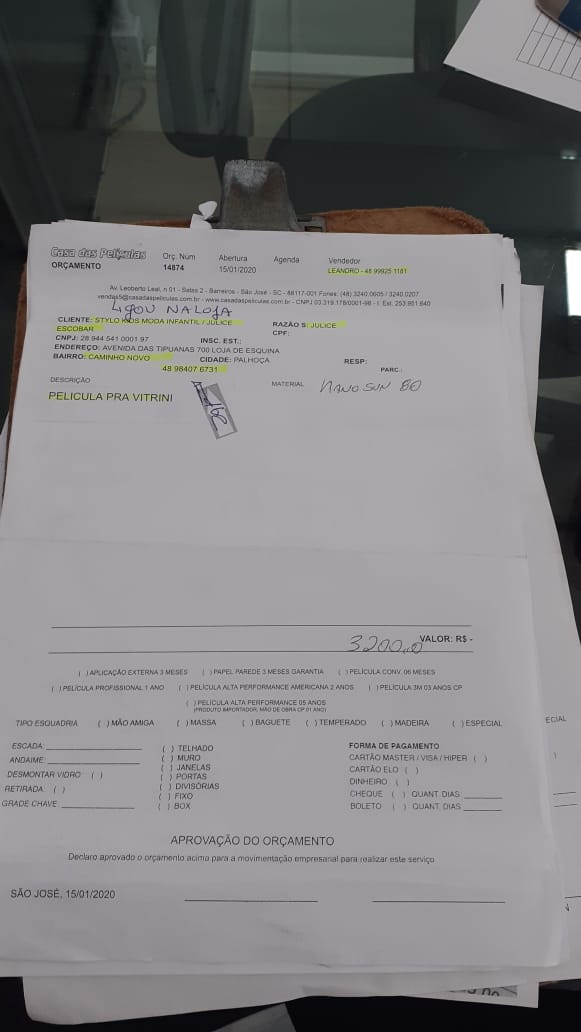 Casa das Películas
ORÇAMENTO
Orç. Num
14874
Abertura
15/01/2020
Agenda
Vendedor
LEANDRO - 48 99925 1181
Av. Leoberto Leal, n 01 - Salas 2 - Barreiros - São José - SC - 88117-001 Fones: (48) 3240.0605 / 3240.0207
vendas5@casadaspeliculas.com.br - www.casadaspeliculas.com.br - CNPJ 03.319.178/0001-98 - I. Est. 253.951.640
LIGOU NA LOJA
CLIENTE: STYLO KIDS MODA INFANTIL / JULICE
ESCOBAR
RAZÃO S: JULICE
CPF:
CNPJ: 28 944 541 0001 97
INSC. EST.:
ENDEREÇO: AVENIDA DAS TIPUANAS 700 LOJA DE ESQUINA
BAIRRO: CAMINHO NOVO
CIDADE: PALHOÇA
RESP:
PARC.:
48 98407 6731
DESCRIÇÃO
MATERIAL
NANO SUN 80
PELICULA PRA VITRINI
3200,0
VALOR: R$ -
( ) APLICAÇÃO EXTERNA 3 MESES ( ) PAPEL PAREDE 3 MESES GARANTIA ( ) PELÍCULA CONV. 06 MESES
( ) PELÍCULA PROFISSIONAL 1 ANO ( ) PELÍCULA ALTA PERFORMANCE AMERICANA 2 ANOS ( ) PELÍCULA 3M 03 ANOS CP
( ) PELÍCULA ALTA PERFORMANCE 05 ANOS
(PRODUTO IMPORTADOR, MÃO DE OBRA CP 01 ANO)
TIPO ESQUADRIA ( ) MÃO AMIGA ( ) MASSA ( ) BAGUETE ( ) TEMPERADO ( ) MADEIRA ( ) ESPECIAL
ECIAL
ESCADA:
ANDAIME:
DESMONTAR VIDRO ( )
RETIRADA: ( )
GRADE CHAVE:
( ) TELHADO
( ) MURO
( ) JANELAS
( ) PORTAS
( ) DIVISÓRIAS
( ) FIXO
( ) BOX
FORMA DE PAGAMENTO
CARTÃO MASTER / VISA / HIPER ( )
CARTÃO ELO ( )
DINHEIRO ( )
CHEQUE ( ) QUANT. DIAS
BOLETO ( ) QUANT. DIAS
APROVAÇÃO DO ORÇAMENTO
Declaro aprovado o orçamento acima para a movimentação empresarial para realizar este serviço
SÃO JOSÉ, 15/01/2020